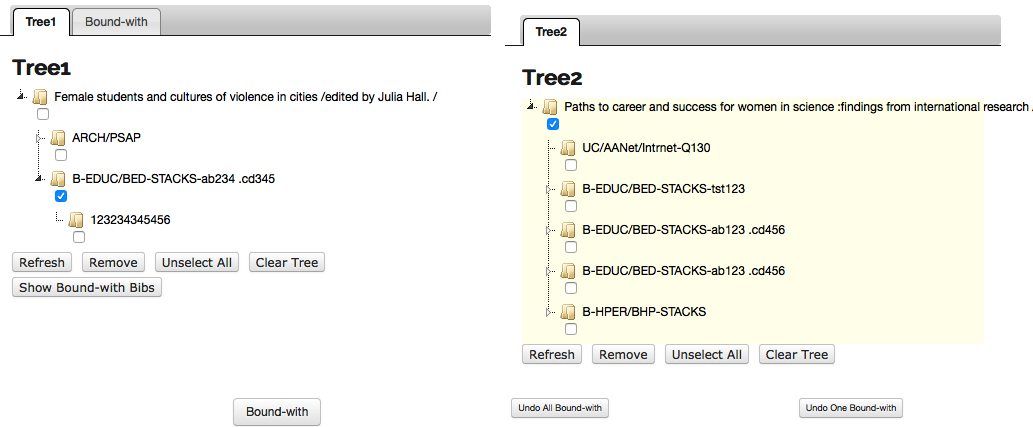 Tree1 Bound-with
Tree1
Female students and cultures of violence in cities /edited by Julia Hall. /
ARCH/PSAP
B-EDUC/BED-STACKS-ab234 .cd345
123234345456
Refresh Remove Unselect All Clear Tree
Show Bound-with Bibs
Bound-with
Tree2
Tree2
Paths to career and success for women in science :findings from international research .
UC/AANet/Intrnet-Q130
B-EDUC/BED-STACKS-tst123
B-EDUC/BED-STACKS-ab123 .cd456
B-EDUC/BED-STACKS-ab123 .cd456
B-HPER/BHP-STACKS
Refresh Remove Unselect All Clear Tree
Undo All Bound-with Undo One Bound-with